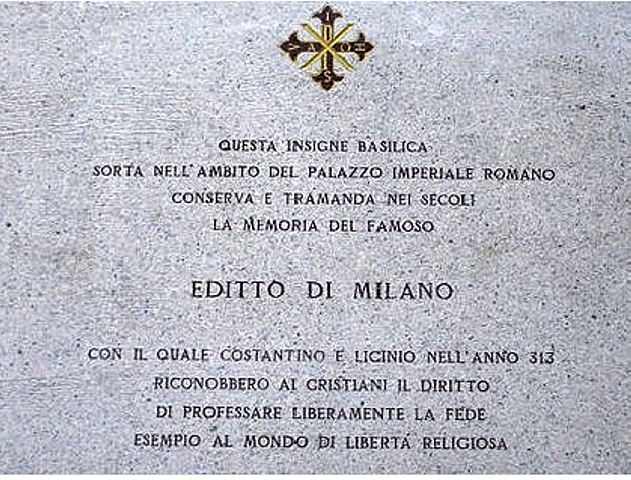 I
V A Ω H
S
QUESTA INSIGNE BASILICA
SORTA NELL'AMBITO DEL PALAZZO IMPERIALE ROMANO
CONSERVA E TRAMANDA NEI SECOLI
LA MEMORIA DEL FAMOSO
EDITTO DI MILANO
CON IL QUALE COSTANTINO E LICINIO NELL'ANNO 313
RICONOBBERO AI CRISTIANI IL DIRITTO
DI PROFESSARE LIBERAMENTE LA FEDE
ESEMPIO AL MONDO DI LIBERTÁ RELIGIOSA